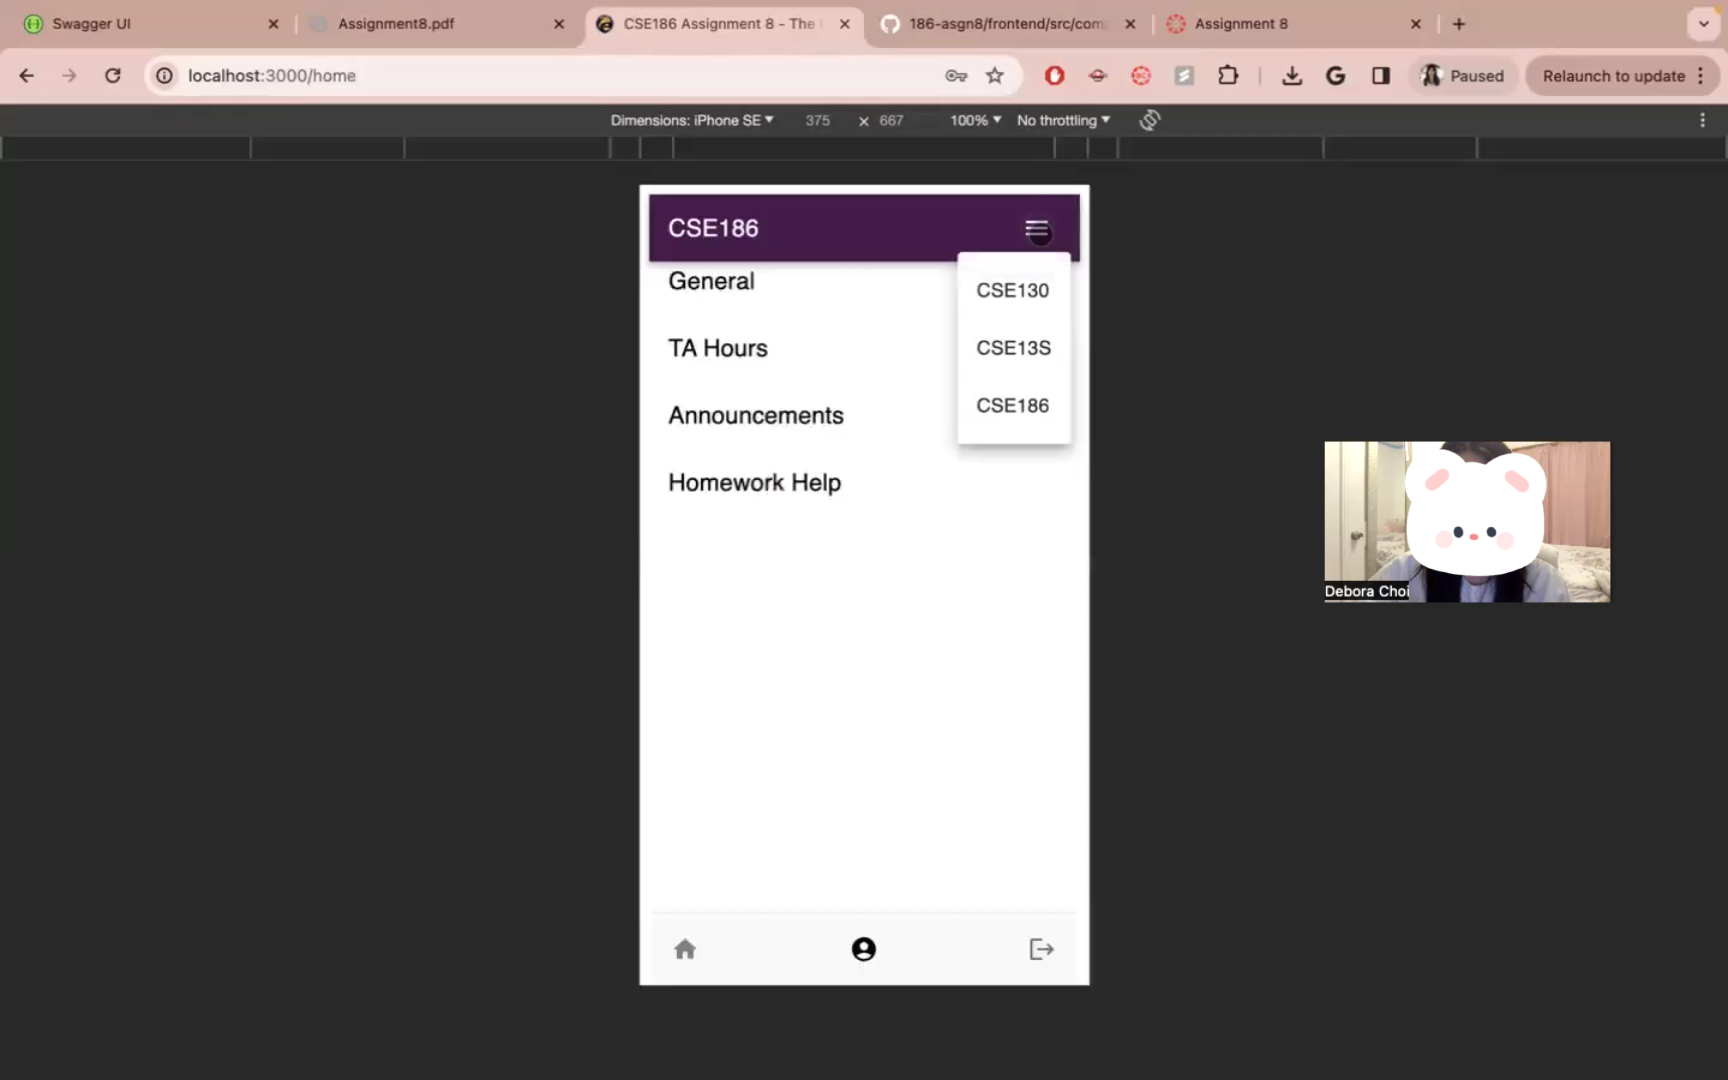 Swagger UI
Assignment8.pdf
CSE186 Assignment 8 - The
186-asgn8/frontend/src/com
Assignment 8
localhost:3000/home
Paused
Relaunch to update
Dimensions: iPhone SE
375 × 667
100%
No throttling
CSE186
General
TA Hours
Announcements
Homework Help
CSE130
CSE13S
CSE186
Debora Choi